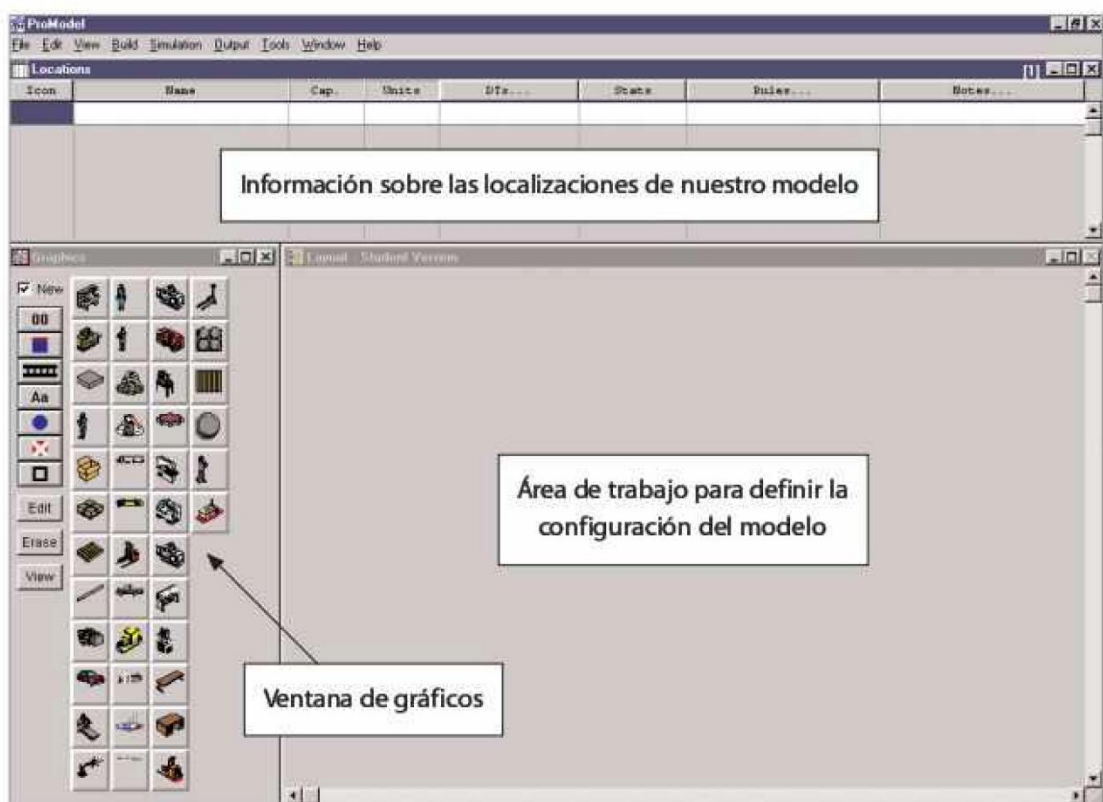 ProModel
File Edit View Build Simulation Output Tools Window Help
Locations [1]
Icon Name Cap. Units DTs... Stats Rules... Notes...
Información sobre las localizaciones de nuestro modelo
Graphics
Layout - Student Version
New
00
Aa
Edit
Erase
View
Área de trabajo para definir la
configuración del modelo
Ventana de gráficos